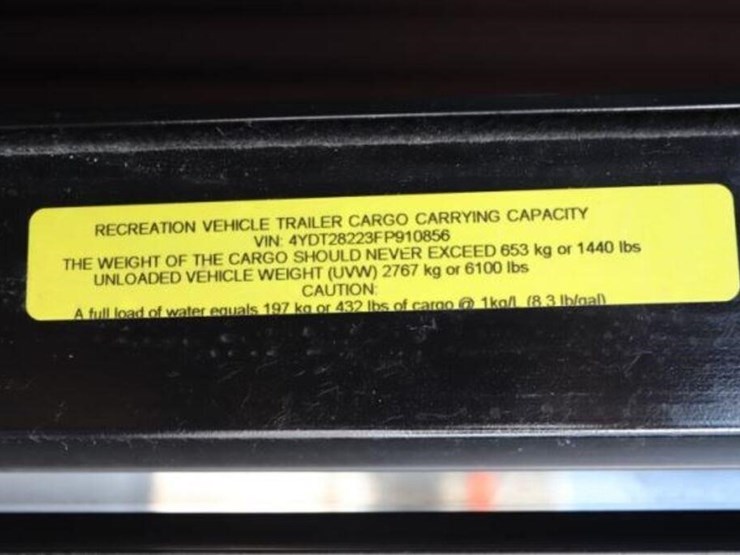 RECREATION VEHICLE TRAILER CARGO CARRYING CAPACITY
VIN: 4YDT28223FP910856
THE WEIGHT OF THE CARGO SHOULD NEVER EXCEED 653 kg or 1440 lbs
UNLOADED VEHICLE WEIGHT (UVW) 2767 kg or 6100 lbs
CAUTION:
A full load of water equals 197 kg or 432 lbs of cargo @ 1kg/L (8.3 lb/gal)